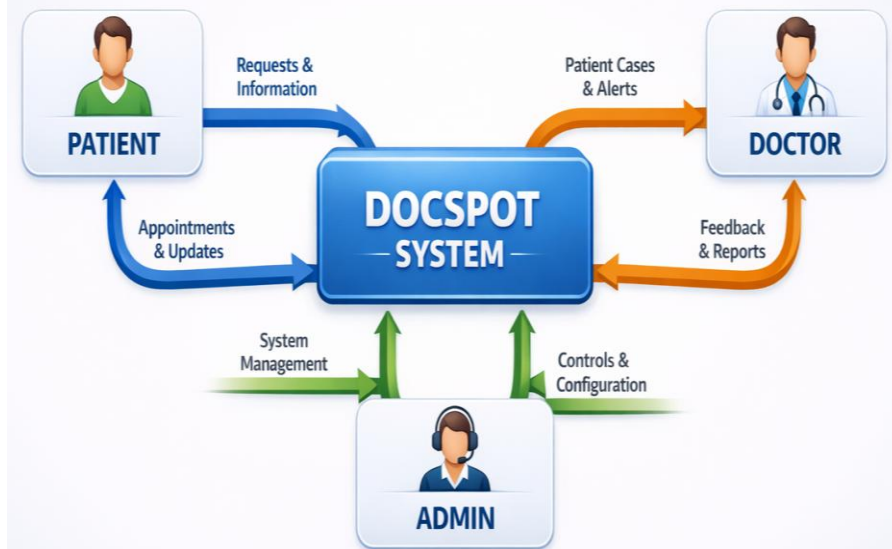 Requests &
Information
Patient Cases
& Alerts
PATIENT
DOCTOR
DOCSPOT
SYSTEM
Appointments
& Updates
Feedback
& Reports
System
Management
Controls &
Configuration
ADMIN